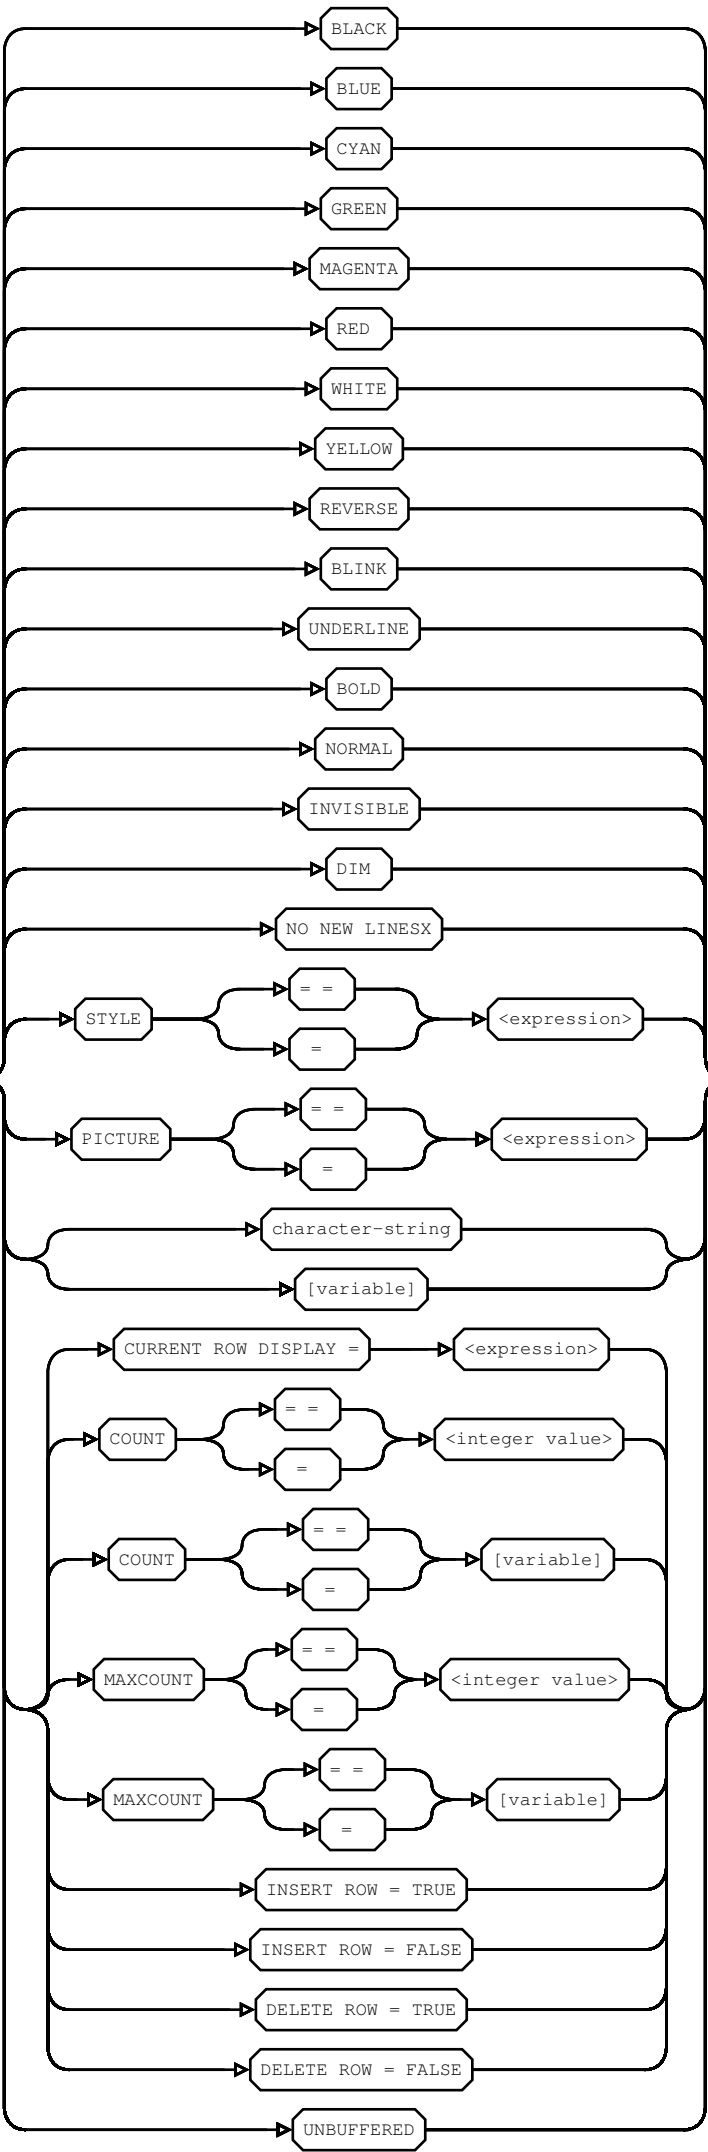 BLACK
BLUE
CYAN
GREEN
MAGENTA
RED
WHITE
YELLOW
REVERSE
BLINK
UNDERLINE
BOLD
NORMAL
INVISIBLE
DIM
NO NEW LINESX
= =
STYLE <expression>
=
= =
PICTURE <expression>
=
character-string
[variable]
CURRENT ROW DISPLAY = <expression>
= =
COUNT <integer value>
=
= =
COUNT [variable]
=
= =
MAXCOUNT <integer value>
=
= =
MAXCOUNT [variable]
=
INSERT ROW = TRUE
INSERT ROW = FALSE
DELETE ROW = TRUE
DELETE ROW = FALSE
UNBUFFERED